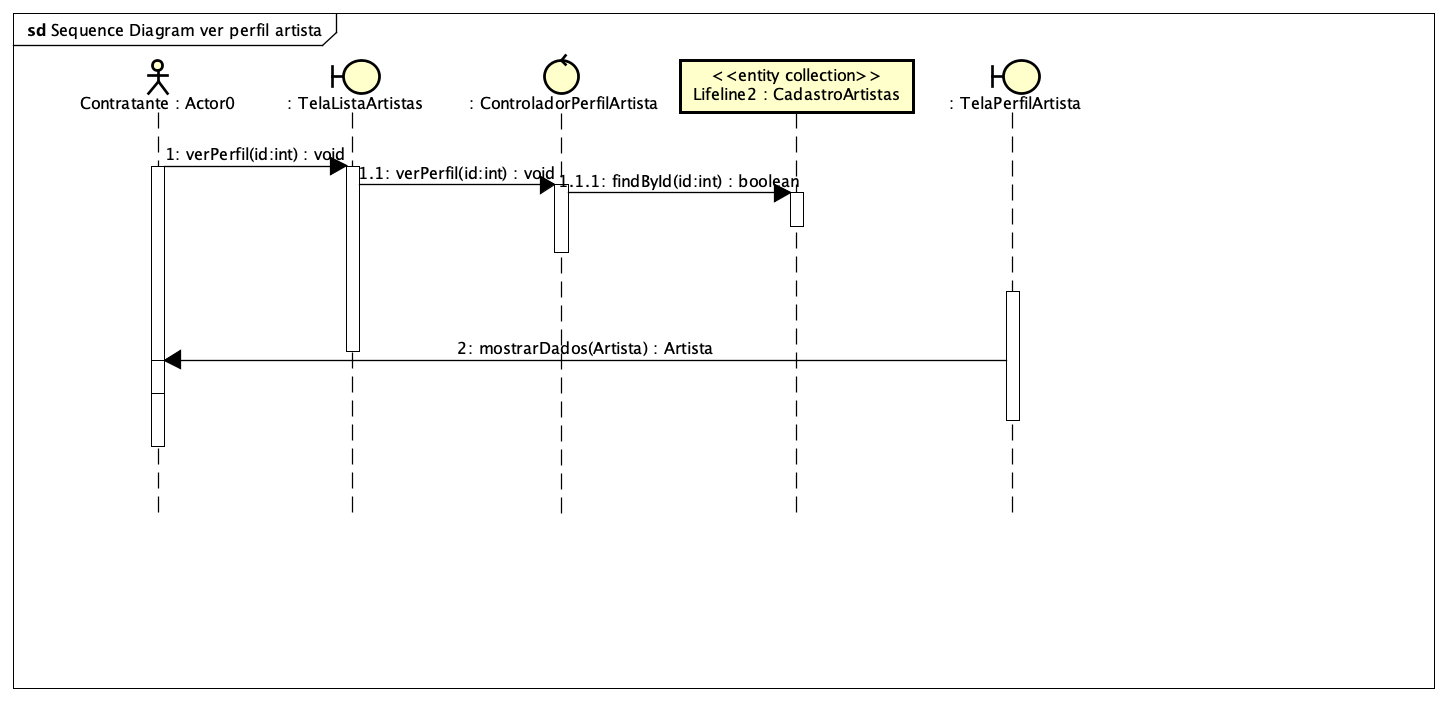 sd Sequence Diagram ver perfil artista
Contratante : Actor0
: TelaListaArtistas
: ControladorPerfilArtista
<<entity collection>>
Lifeline2 : CadastroArtistas
: TelaPerfilArtista
1: verPerfil(id:int) : void
1.1: verPerfil(id:int) : void
1.1.1: findById(id:int) : boolean
2: mostrarDados(Artista) : Artista